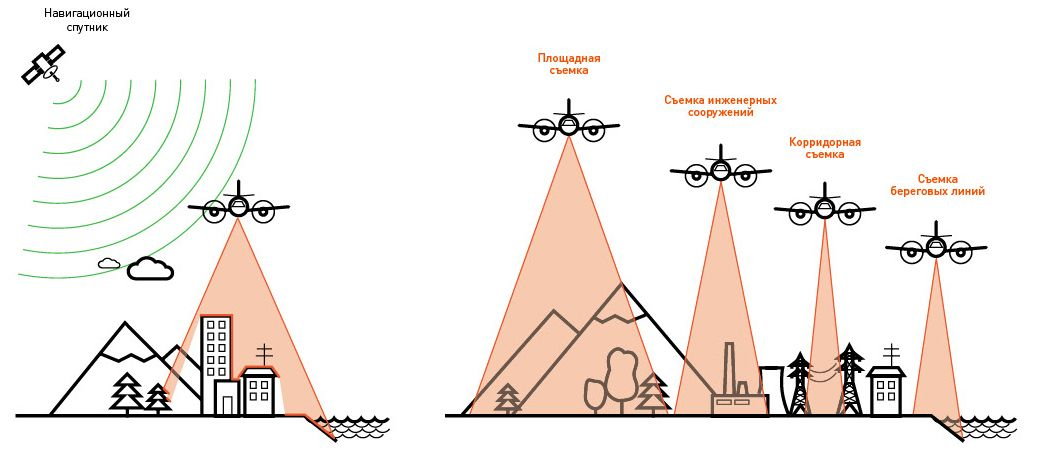 Навигационный
спутник
Площадная
съемка
Съемка инженерных
сооружений
Корридорная
съемка
Съемка
береговых линий